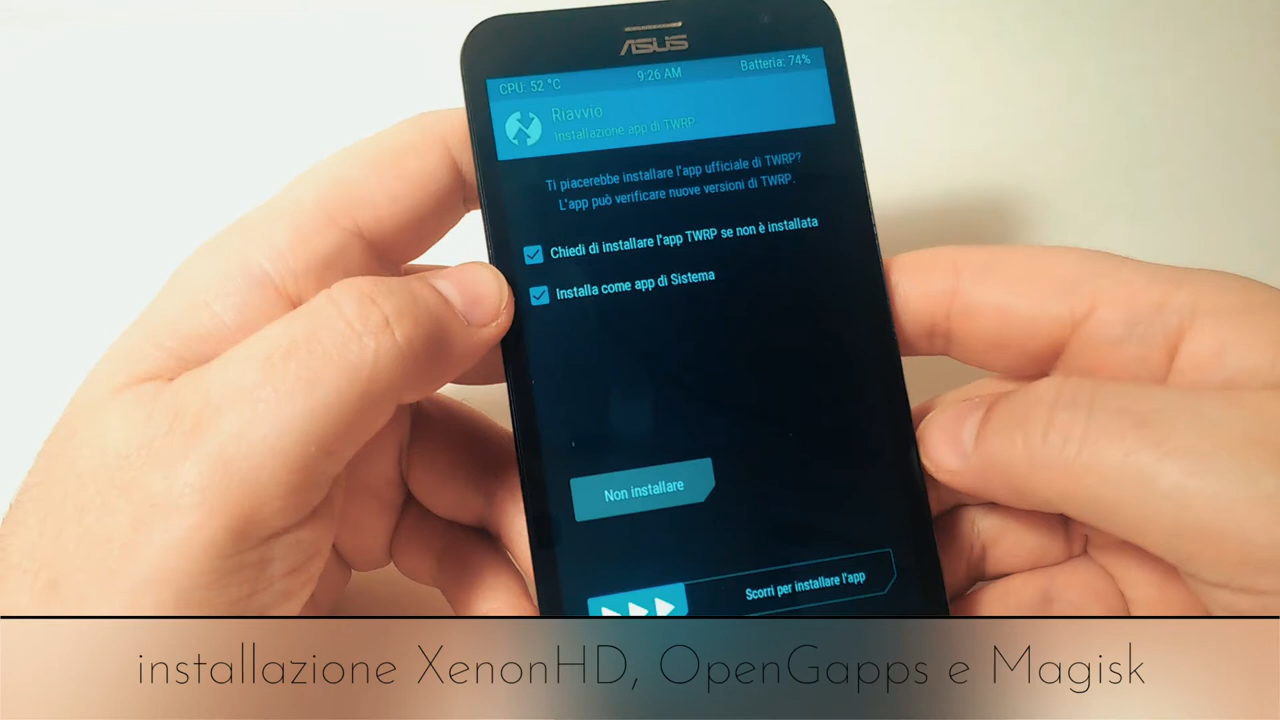 ASUS
CPU: 52 °C 9:26 AM Batteria: 74%
Riavvio
Installazione app di TWRP
Ti piacerebbe installare l'app ufficiale di TWRP?
L'app può verificare nuove versioni di TWRP.
Chiedi di installare l'app TWRP se non è installata
Installa come app di Sistema
Non installare
Scorri per installare l'app
installazione XenonHD, OpenGapps e Magisk